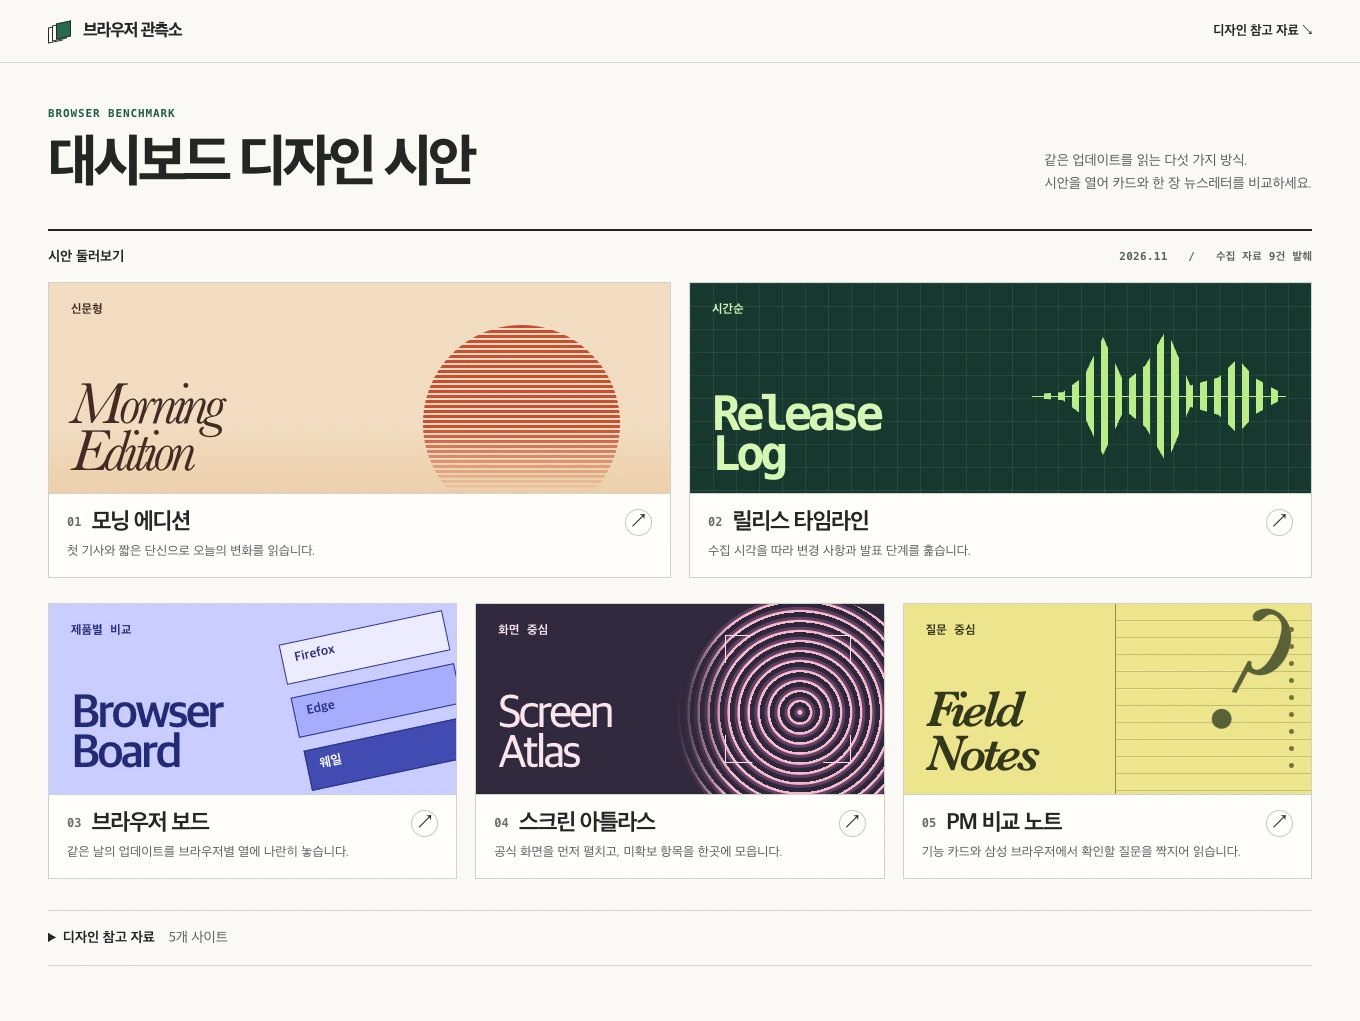 브라우저 관측소
디자인 참고 자료 ↘
BROWSER BENCHMARK
대시보드 디자인 시안
같은 업데이트를 읽는 다섯 가지 방식.
시안을 열어 카드와 한 장 뉴스레터를 비교하세요.
시안 둘러보기
2026.11 / 수집 자료 9건 발췌
신문형
Morning
Edition
01 모닝 에디션 ↗
첫 기사와 짧은 단신으로 오늘의 변화를 읽습니다.
시간순
Release
Log
02 릴리스 타임라인 ↗
수집 시각을 따라 변경 사항과 발표 단계를 훑습니다.
제품별 비교
Firefox
Edge
웨일
Browser
Board
03 브라우저 보드 ↗
같은 날의 업데이트를 브라우저별 열에 나란히 놓습니다.
화면 중심
Screen
Atlas
04 스크린 아틀라스 ↗
공식 화면을 먼저 펼치고, 미확보 항목을 한곳에 모읍니다.
질문 중심
?
Field
Notes
05 PM 비교 노트 ↗
기능 카드와 삼성 브라우저에서 확인할 질문을 짝지어 읽습니다.
▶ 디자인 참고 자료 5개 사이트